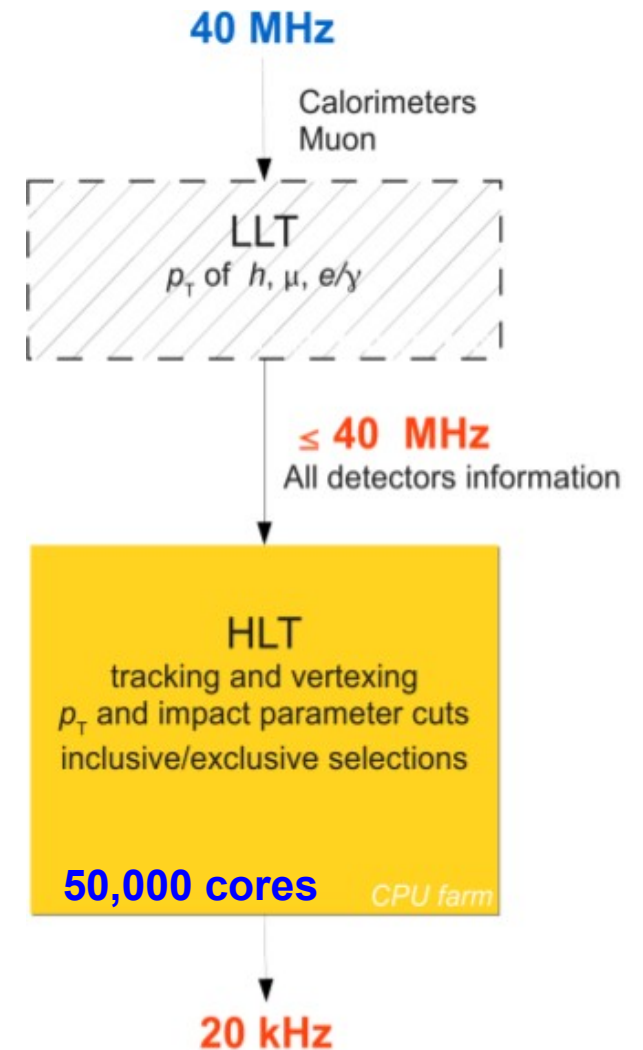 40 MHz
Calorimeters
Muon
LLT
pT of h, μ, e/γ
≤ 40 MHz
All detectors information
HLT
tracking and vertexing
pT and impact parameter cuts
inclusive/exclusive selections
50,000 cores
CPU farm
20 kHz